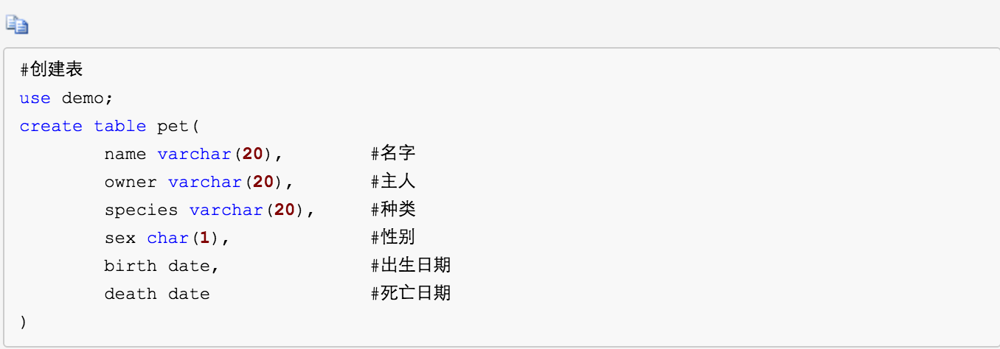 #创建表
use demo;
create table pet(
        name varchar(20),        #名字
        owner varchar(20),       #主人
        species varchar(20),     #种类
        sex char(1),             #性别
        birth date,              #出生日期
        death date               #死亡日期
)